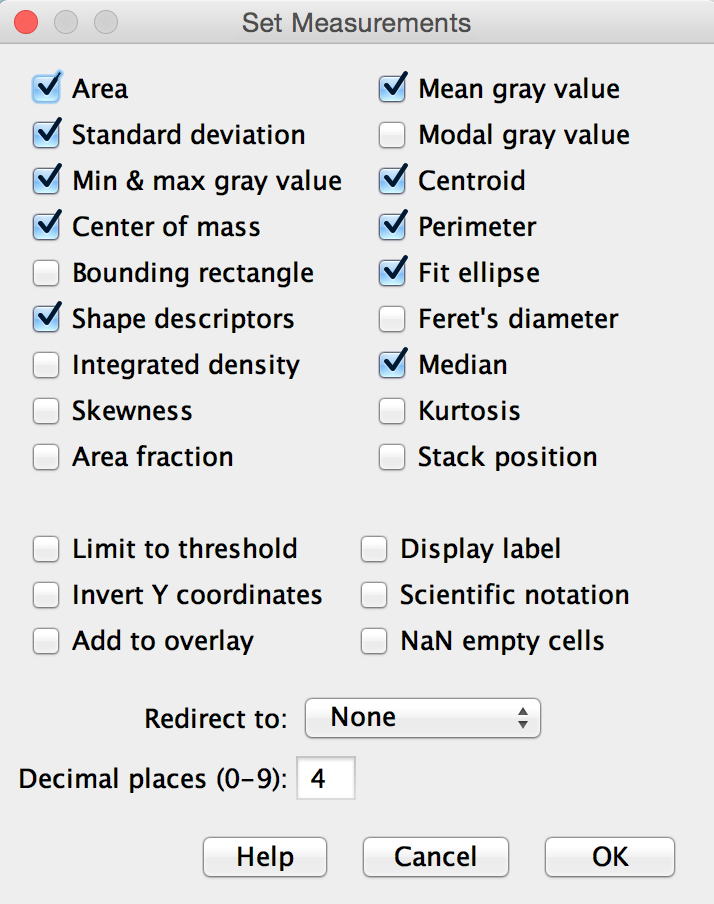 Set Measurements
Area Mean gray value
Standard deviation Modal gray value
Min & max gray value Centroid
Center of mass Perimeter
Bounding rectangle Fit ellipse
Shape descriptors Feret's diameter
Integrated density Median
Skewness Kurtosis
Area fraction Stack position
Limit to threshold Display label
Invert Y coordinates Scientific notation
Add to overlay NaN empty cells
Redirect to: None
Decimal places (0-9): 4
Help Cancel OK